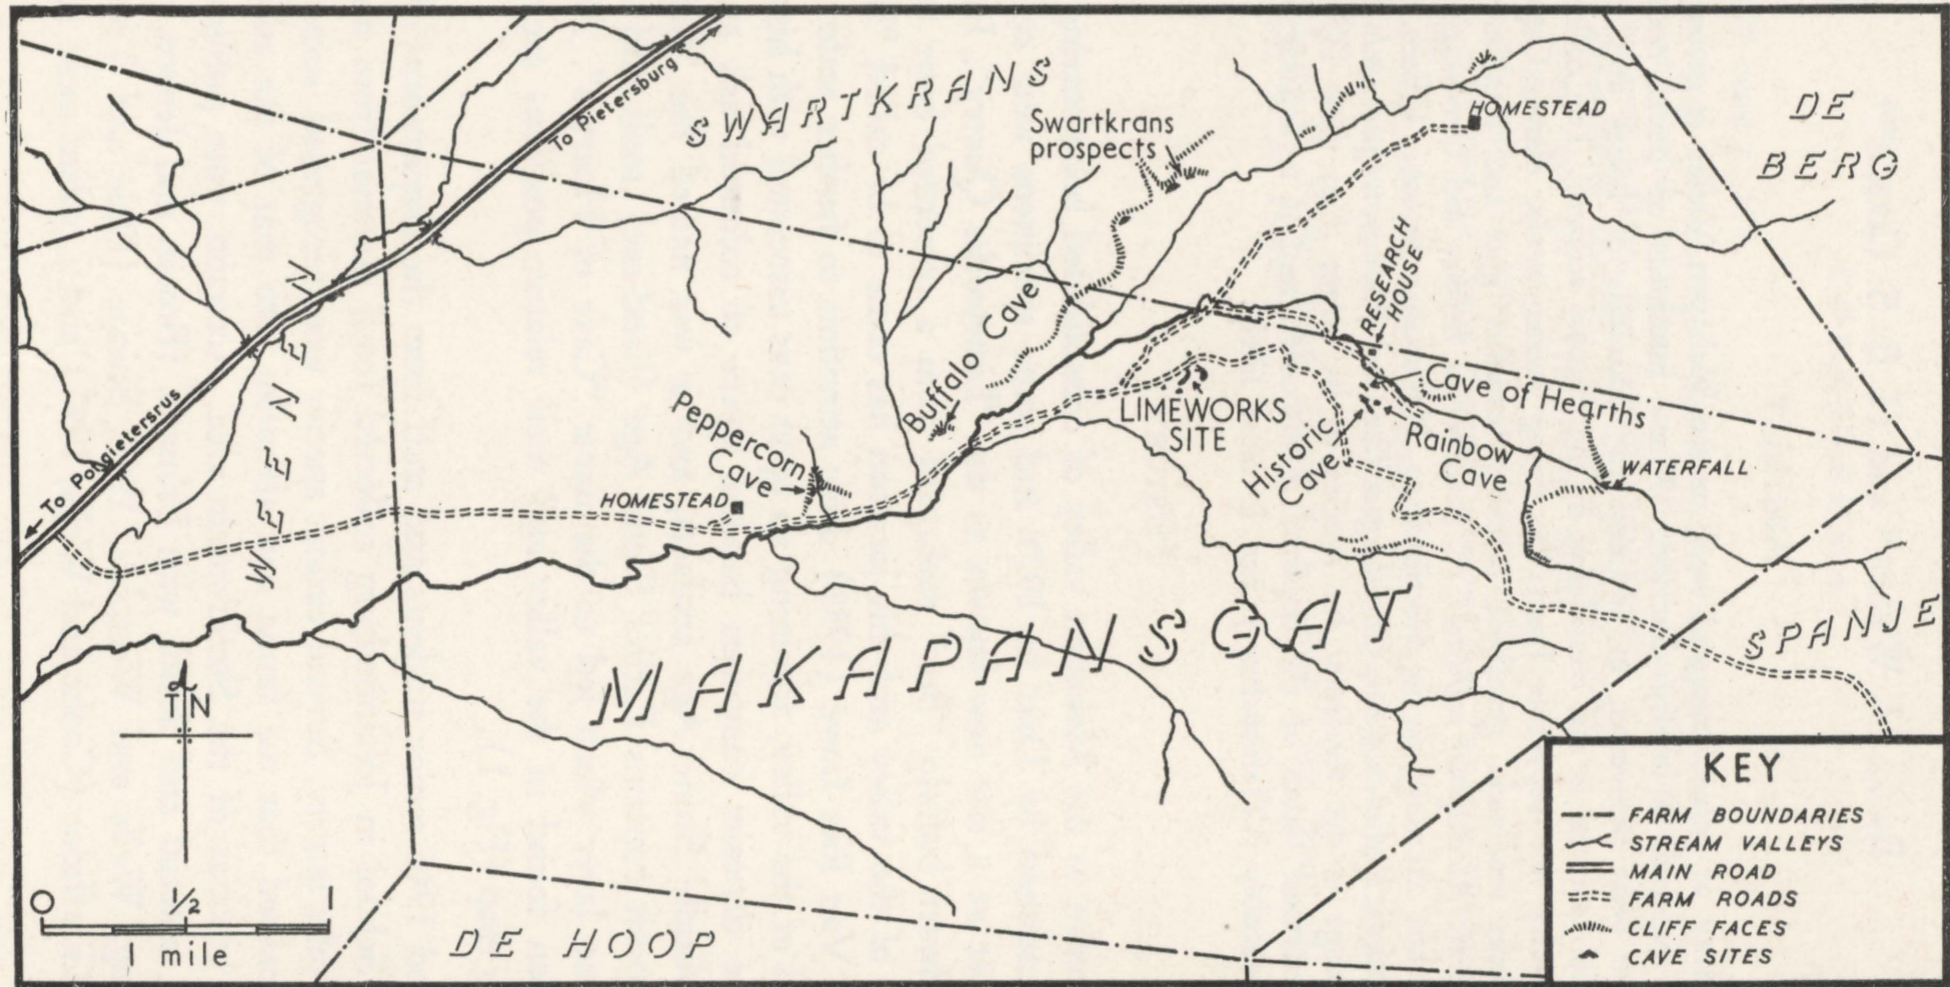 SWARTKRANS
To Pietersburg
Swartkrans
prospects
HOMESTEAD
DE
BERG
RESEARCH
HOUSE
WEENEN
Buffalo Cave
Cave of Hearths
Peppercorn
Cave
LIMEWORKS
SITE
Historic
Cave
Rainbow
Cave
WATERFALL
To Potgietersrus
HOMESTEAD
MAKAPANSGAT
SPANJE
TN
DE HOOP
0 1/2 1
1 mile
KEY
FARM BOUNDARIES
STREAM VALLEYS
MAIN ROAD
FARM ROADS
CLIFF FACES
CAVE SITES